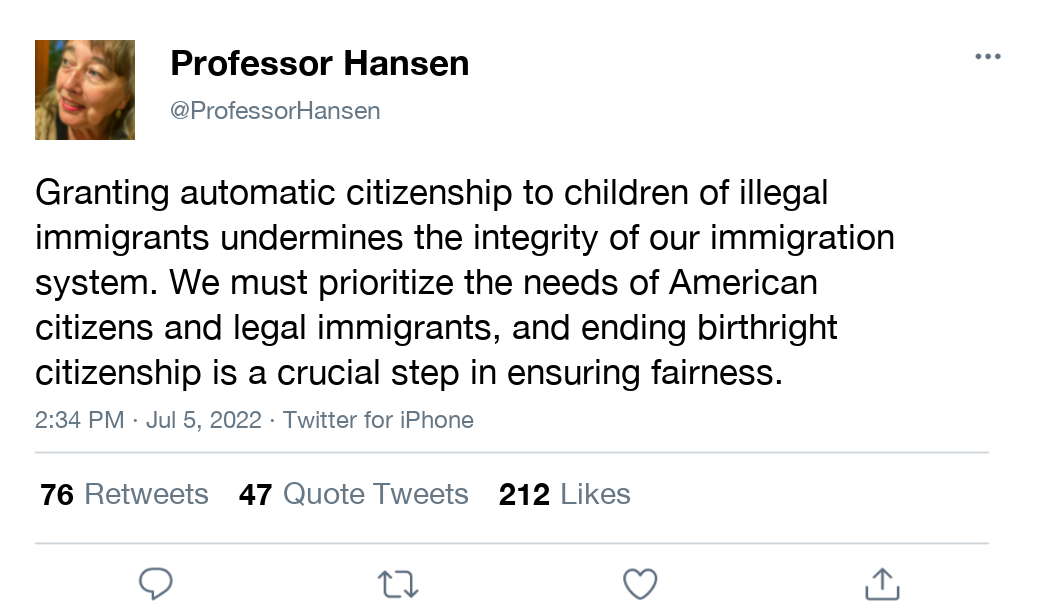 Professor Hansen
@ProfessorHansen
Granting automatic citizenship to children of illegal
immigrants undermines the integrity of our immigration
system. We must prioritize the needs of American
citizens and legal immigrants, and ending birthright
citizenship is a crucial step in ensuring fairness.
2:34 PM · Jul 5, 2022 · Twitter for iPhone
76 Retweets 47 Quote Tweets 212 Likes